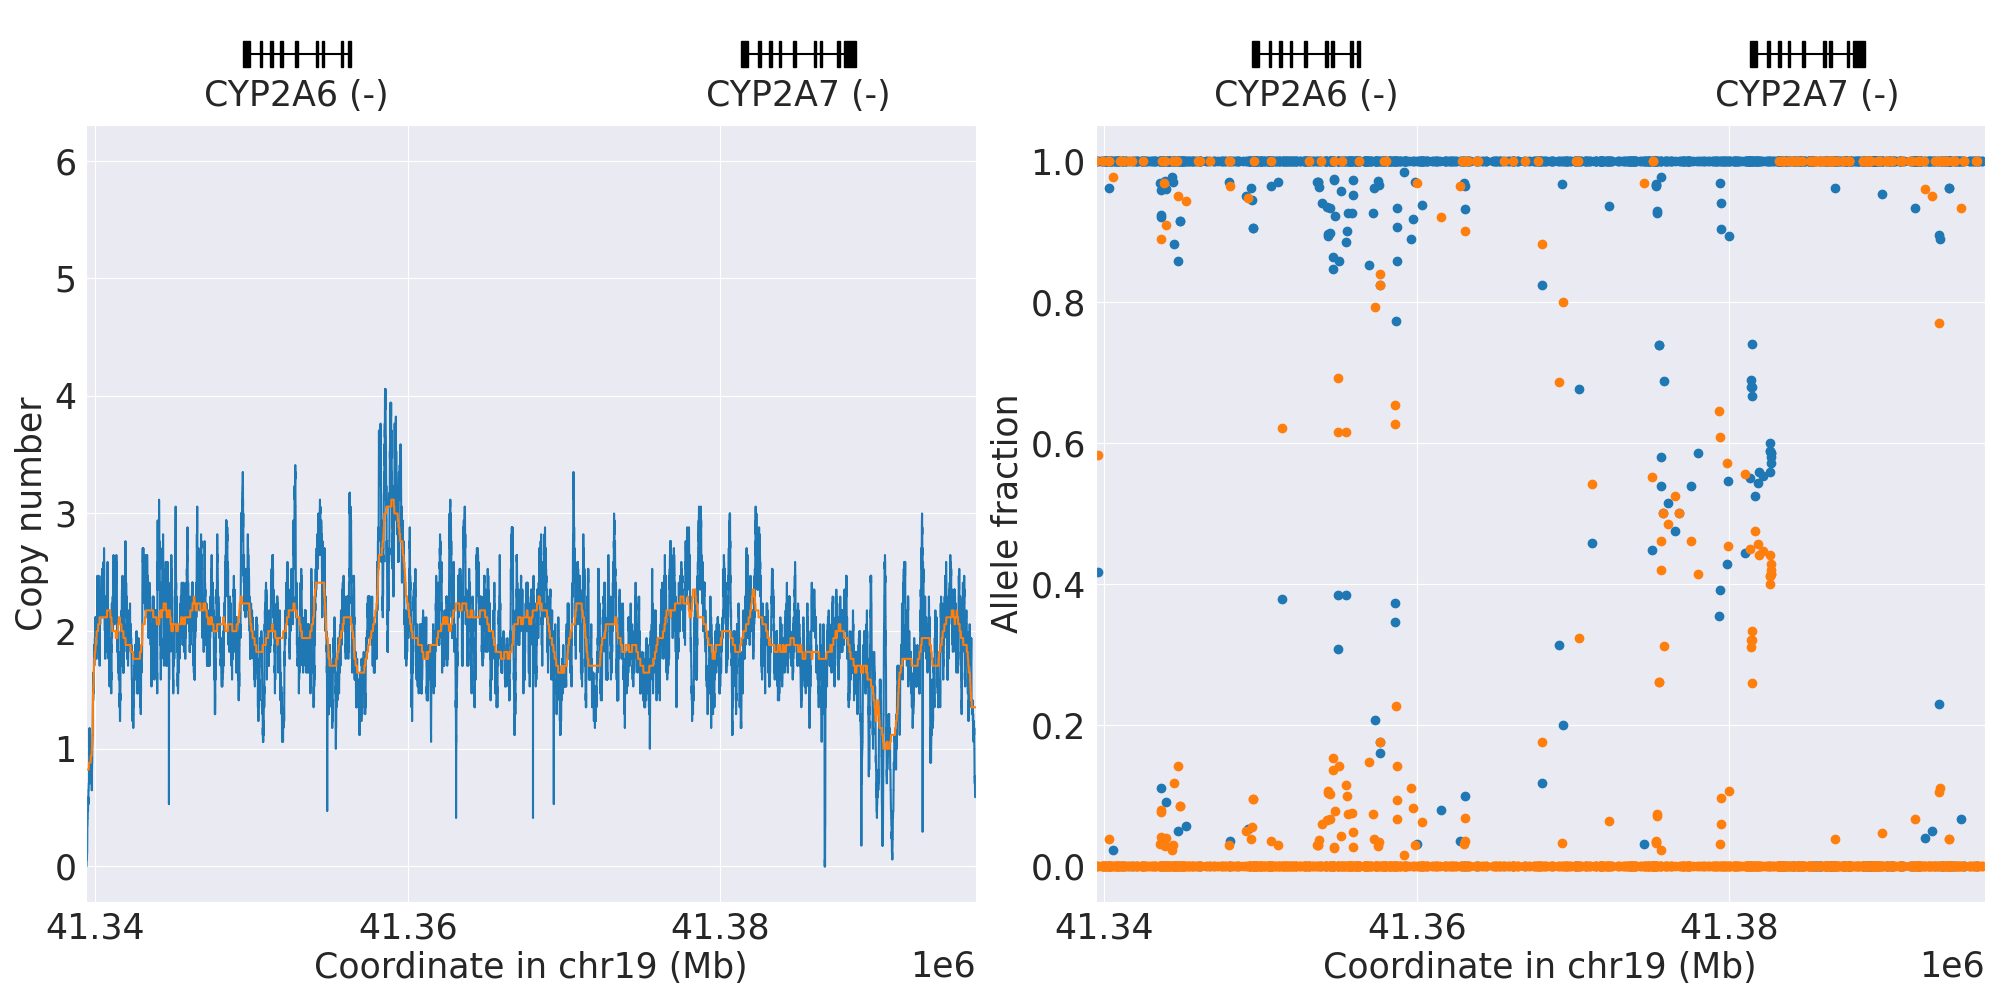 CYP2A6 (-)
CYP2A7 (-)
6
5
4
3
2
1
0
Copy number
41.34
41.36
41.38
Coordinate in chr19 (Mb)
1e6
CYP2A6 (-)
CYP2A7 (-)
1.0
0.8
0.6
0.4
0.2
0.0
Allele fraction
41.34
41.36
41.38
Coordinate in chr19 (Mb)
1e6